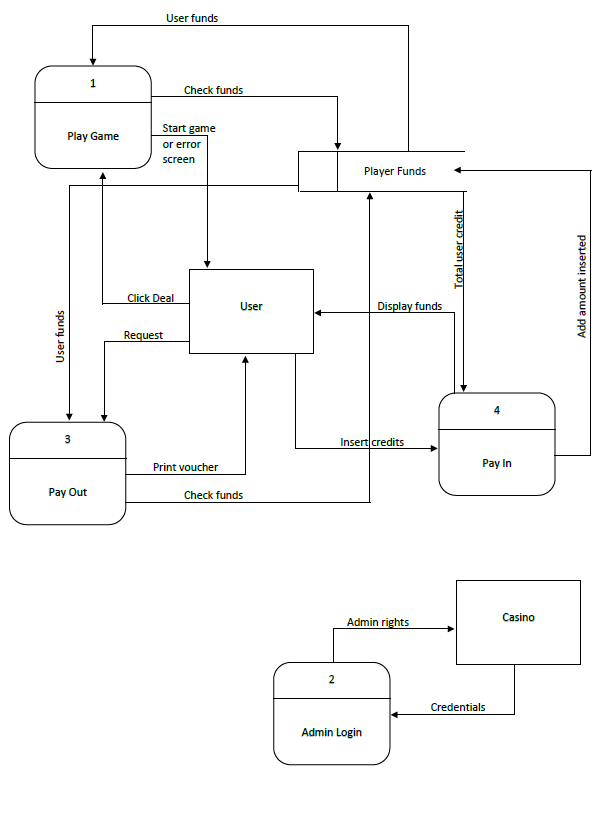 User funds
1
Play Game
Check funds
Start game
or error
screen
Player Funds
Total user credit
Add amount inserted
Click Deal
User
Display funds
Request
User funds
4
Pay In
3
Pay Out
Insert credits
Print voucher
Check funds
Casino
Admin rights
2
Admin Login
Credentials